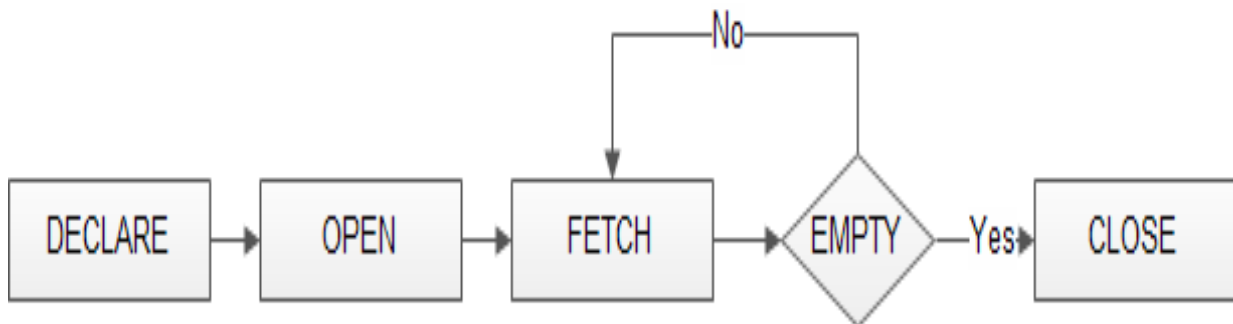 No
DECLARE
OPEN
FETCH
EMPTY
Yes
CLOSE